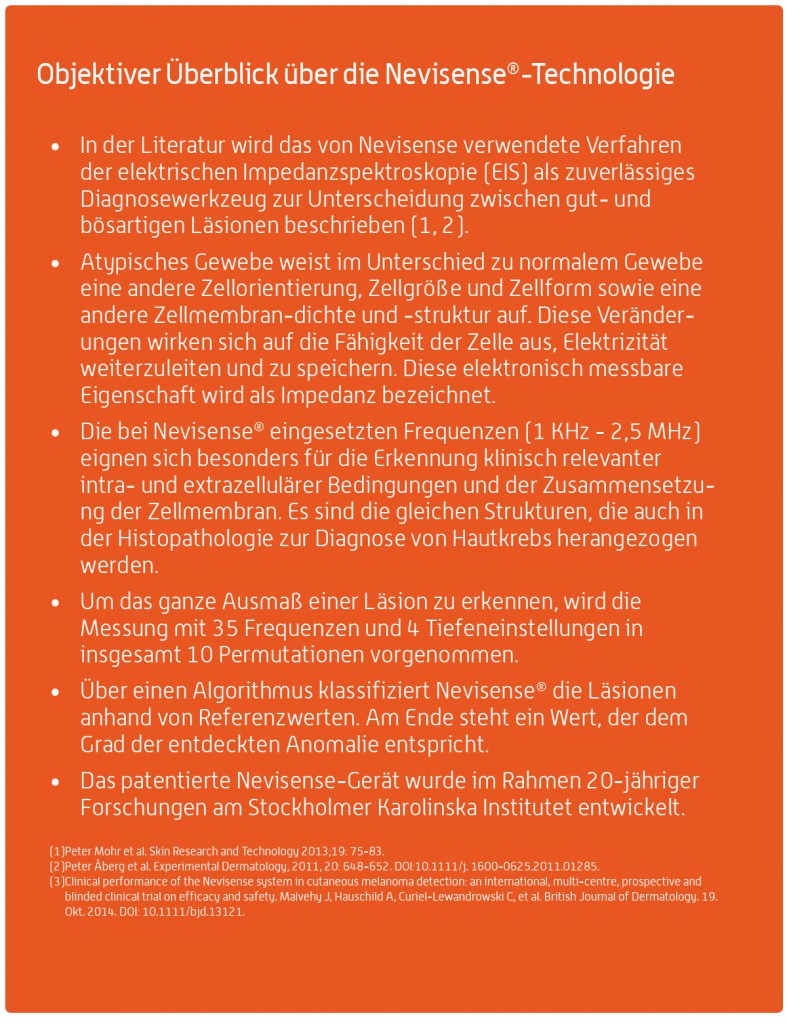 Objektiver Überblick über die Nevisense®-Technologie
• In der Literatur wird das von Nevisense verwendete Verfahren
der elektrischen Impedanzspektroskopie (EIS) als zuverlässiges
Diagnosewerkzeug zur Unterscheidung zwischen gut- und
bösartigen Läsionen beschrieben (1, 2).
• Atypisches Gewebe weist im Unterschied zu normalem Gewebe
eine andere Zellorientierung, Zellgröße und Zellform sowie eine
andere Zellmembran-dichte und -struktur auf. Diese Veränder-
ungen wirken sich auf die Fähigkeit der Zelle aus, Elektrizität
weiterzuleiten und zu speichern. Diese elektronisch messbare
Eigenschaft wird als Impedanz bezeichnet.
• Die bei Nevisense® eingesetzten Frequenzen (1 KHz - 2,5 MHz)
eignen sich besonders für die Erkennung klinisch relevanter
intra- und extrazellulärer Bedingungen und der Zusammensetzu-
ng der Zellmembran. Es sind die gleichen Strukturen, die auch in
der Histopathologie zur Diagnose von Hautkrebs herangezogen
werden.
• Um das ganze Ausmaß einer Läsion zu erkennen, wird die
Messung mit 35 Frequenzen und 4 Tiefeneinstellungen in
insgesamt 10 Permutationen vorgenommen.
• Über einen Algorithmus klassifiziert Nevisense® die Läsionen
anhand von Referenzwerten. Am Ende steht ein Wert, der dem
Grad der entdeckten Anomalie entspricht.
• Das patentierte Nevisense-Gerät wurde im Rahmen 20-jähriger
Forschungen am Stockholmer Karolinska Institutet entwickelt.
(1)Peter Mohr et al. Skin Research and Technology 2013;19: 75-83.
(2)Peter Åberg et al. Experimental Dermatology, 2011, 20: 648-652. DOI:10.1111/j. 1600-0625.2011.01285.
(3)Clinical performance of the Nevisense system in cutaneous melanoma detection: an international, multi-centre, prospective and
blinded clinical trial on efficacy and safety. Malvehy J, Hauschild A, Curiel-Lewandrowski C, et al. British Journal of Dermatology. 19.
Okt. 2014. DOI: 10.1111/bjd.13121.